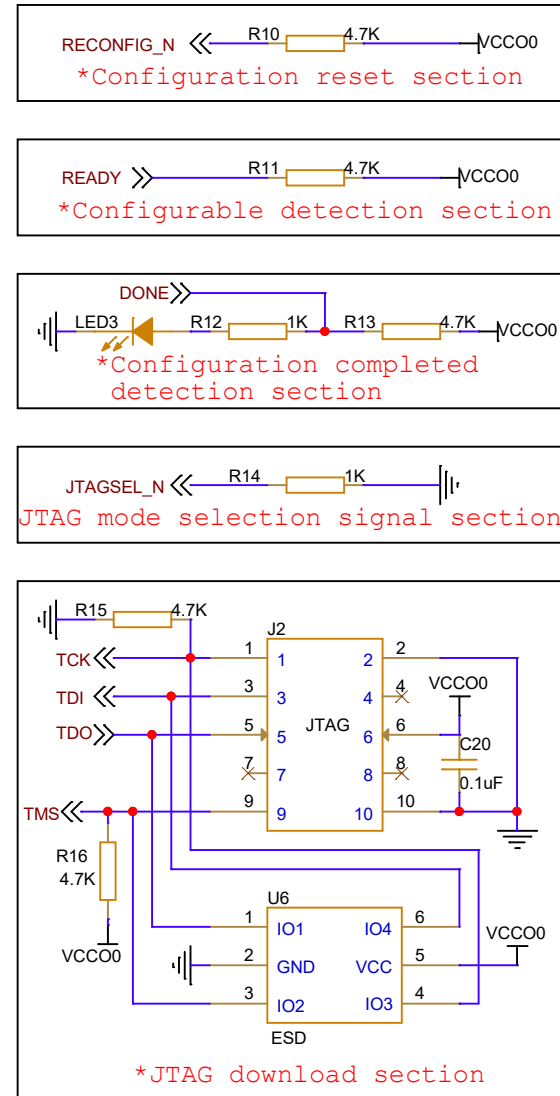 RECONFIG_N R10 4.7K VCCO0
*Configuration reset section
READY R11 4.7K VCCO0
*Configurable detection section
DONE
LED3 R12 1K R13 4.7K VCCO0
*Configuration completed
detection section
JTAGSEL_N R14 1K
JTAG mode selection signal section
R15 4.7K
J2
TCK 1 1 2 2
TDI 3 3 4 4 VCCO0
TDO 5 5 JTAG 6 6
C20
7 7 8 8
0.1uF
TMS 9 9 10 10
R16
4.7K
VCCO0
U6
1 IO1 IO4 6
2 GND VCC 5 VCCO0
3 IO2 IO3 4
ESD
*JTAG download section